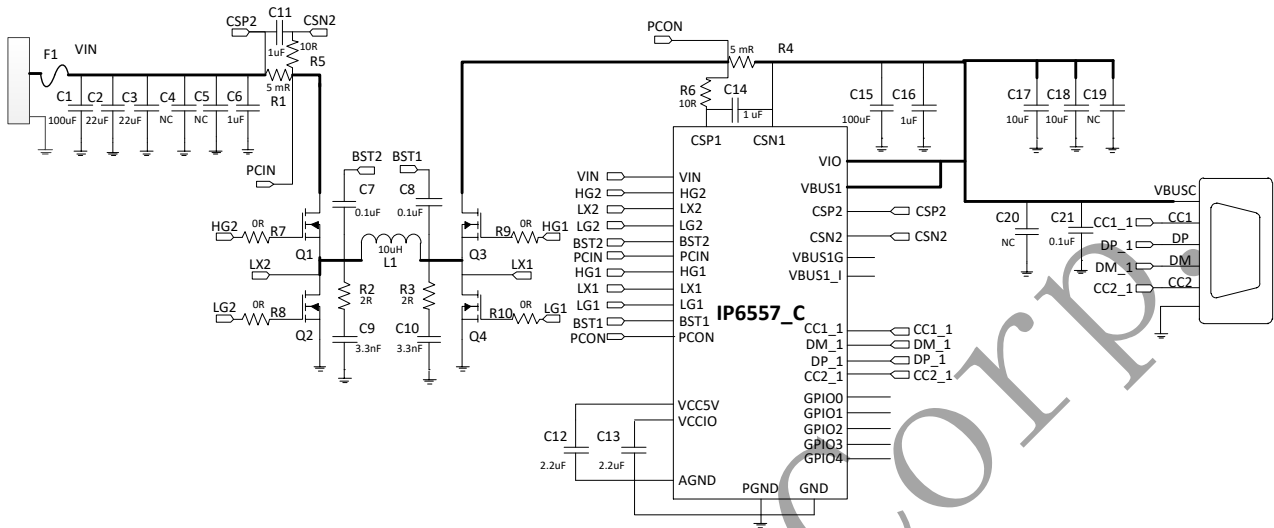 C11
CSP2
CSN2
1uF
10R
F1
VIN
R5
5 mR
R1
C1
100uF
C2
22uF
C3
22uF
C4
NC
C5
NC
C6
1uF
PCIN
PCON
5 mR
R4
R6
10R
C14
1 uF
C15
100uF
C16
1uF
C17
10uF
C18
10uF
C19
NC
BST2
BST1
C7
0.1uF
C8
0.1uF
HG2
0R
R7
Q1
10uH
L1
R9
0R
HG1
Q3
LX2
LX1
LG2
0R
R8
Q2
R2
2R
R3
2R
R10
0R
LG1
Q4
C9
3.3nF
C10
3.3nF
CSP1
CSN1
VIN
HG2
LX2
LG2
BST2
PCIN
HG1
LX1
LG1
BST1
PCON
VIN
HG2
LX2
LG2
BST2
PCIN
HG1
LX1
LG1
BST1
PCON
VIO
VBUS1
CSP2
CSN2
VBUS1G
VBUS1_I
CSP2
CSN2
IP6557_C
CC1_1
DM_1
DP_1
CC2_1
CC1_1
DM_1
DP_1
CC2_1
GPIO0
GPIO1
GPIO2
GPIO3
GPIO4
VCC5V
VCCIO
AGND
PGND
GND
C12
2.2uF
C13
2.2uF
C20
NC
C21
0.1uF
VBUSC
CC1_1
CC1
DP_1
DP
DM_1
DM
CC2_1
CC2
Corp.